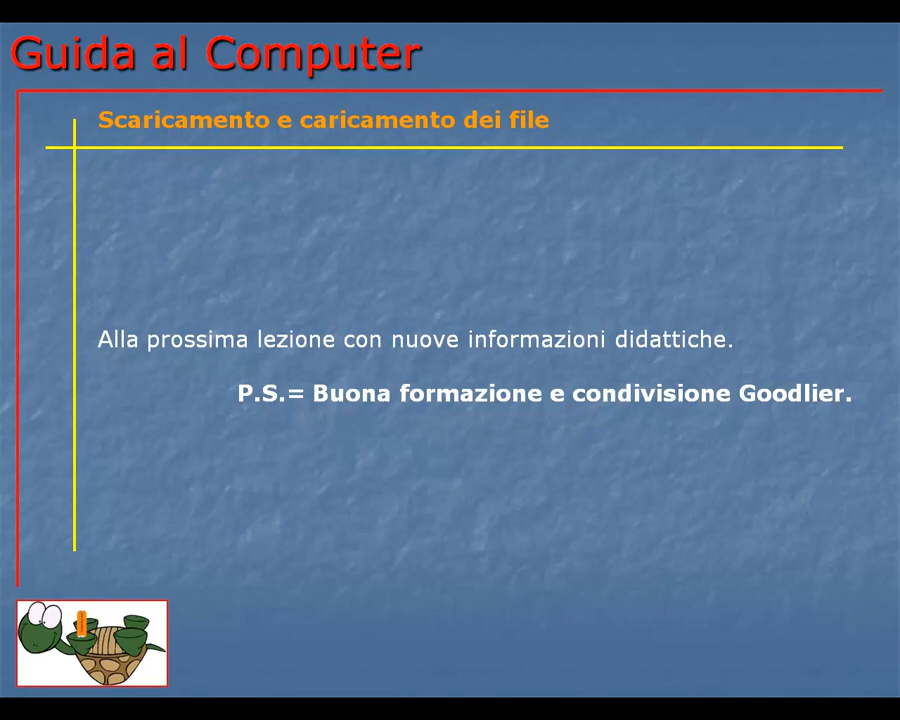 Guida al Computer
Scaricamento e caricamento dei file
Alla prossima lezione con nuove informazioni didattiche.
P.S.= Buona formazione e condivisione Goodlier.